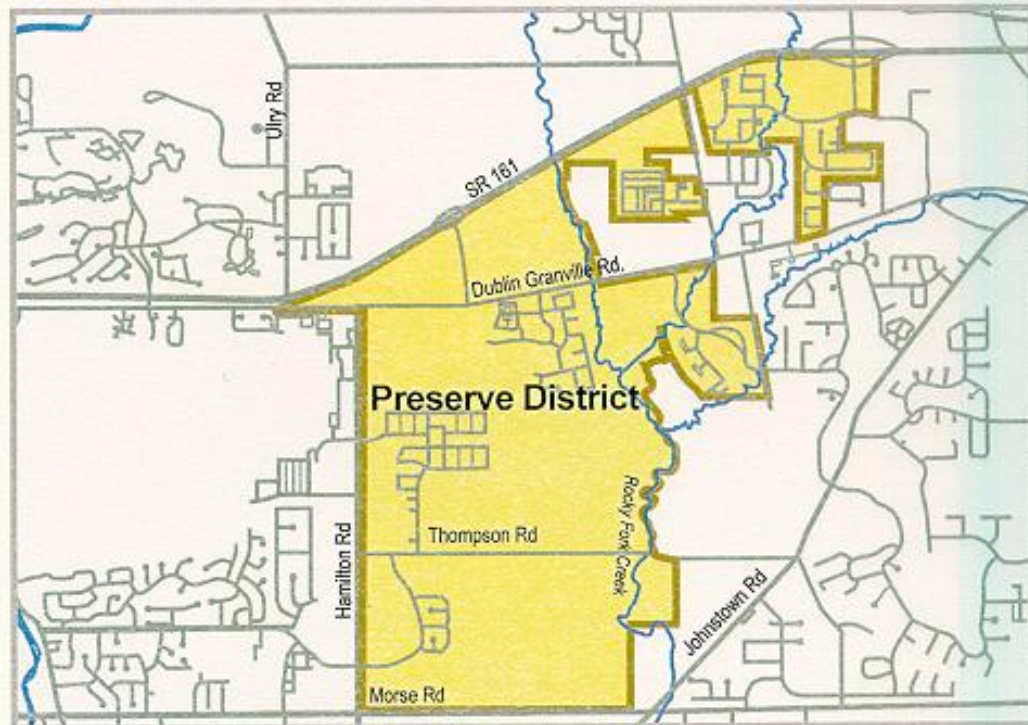 Ulry Rd
SR 161
Dublin Granville Rd.
Preserve District
Rocky Fork Creek
Thompson Rd
Hamilton Rd
Johnstown Rd
Morse Rd